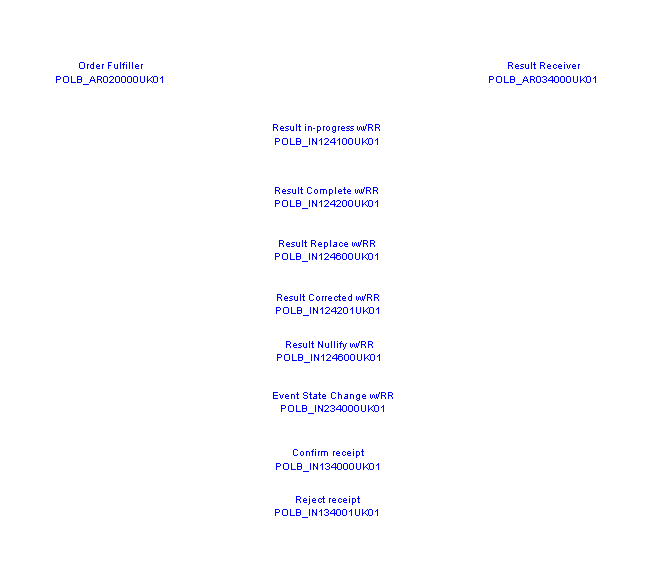 Order Fulfiller
POLB_AR020000UK01
Result Receiver
POLB_AR034000UK01
Result in-progress w/RR
POLB_IN124100UK01
Result Complete w/RR
POLB_IN124200UK01
Result Replace w/RR
POLB_IN124600UK01
Result Corrected w/RR
POLB_IN124201UK01
Result Nullify w/RR
POLB_IN124600UK01
Event State Change w/RR
POLB_IN234000UK01
Confirm receipt
POLB_IN134000UK01
Reject receipt
POLB_IN134001UK01